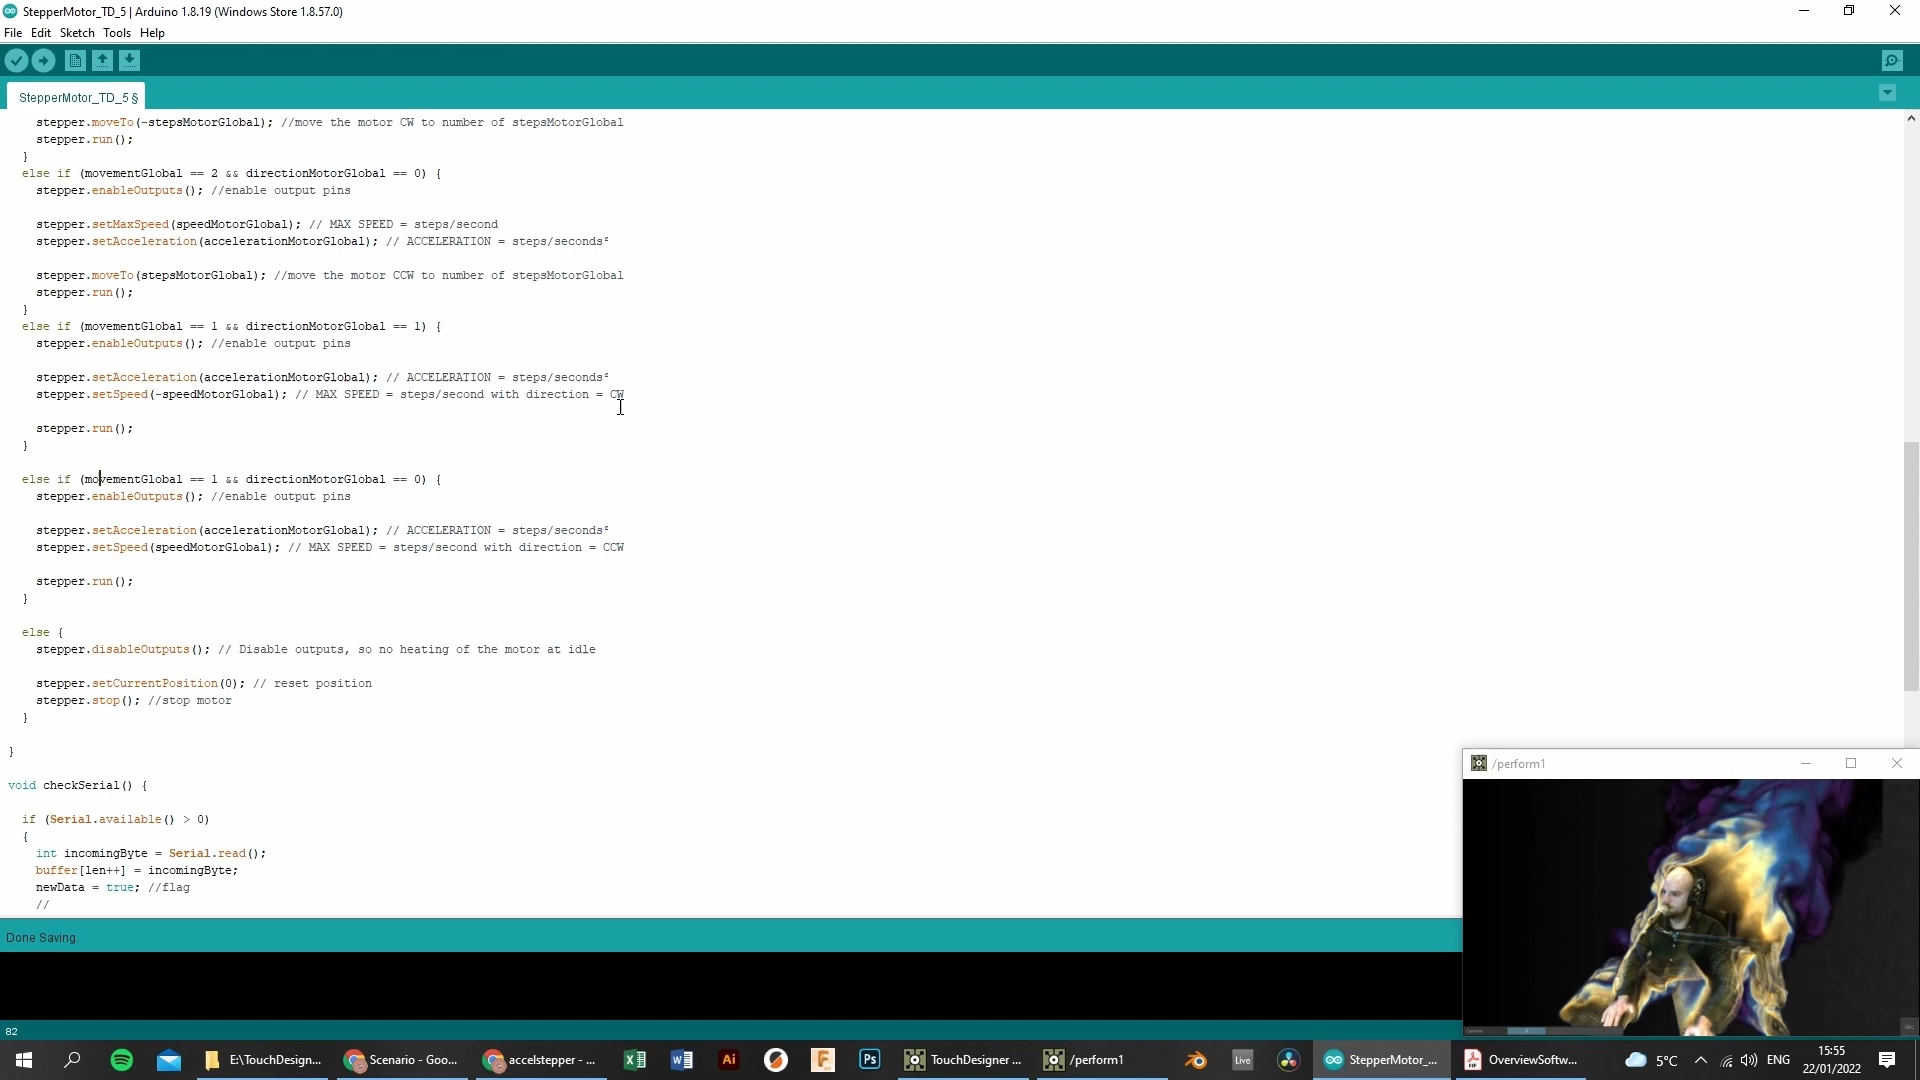 StepperMotor_TD_5 | Arduino 1.8.19 (Windows Store 1.8.57.0)
File Edit Sketch Tools Help
StepperMotor_TD_5 §
stepper.moveTo(-stepsMotorGlobal); //move the motor CW to number of stepsMotorGlobal
stepper.run();
}
else if (movementGlobal == 2 && directionMotorGlobal == 0) {
stepper.enableOutputs(); //enable output pins
stepper.setMaxSpeed(speedMotorGlobal); // MAX SPEED = steps/second
stepper.setAcceleration(accelerationMotorGlobal); // ACCELERATION = steps/seconds²
stepper.moveTo(stepsMotorGlobal); //move the motor CCW to number of stepsMotorGlobal
stepper.run();
}
else if (movementGlobal == 1 && directionMotorGlobal == 1) {
stepper.enableOutputs(); //enable output pins
stepper.setAcceleration(accelerationMotorGlobal); // ACCELERATION = steps/seconds²
stepper.setSpeed(-speedMotorGlobal); // MAX SPEED = steps/second with direction = CW
stepper.run();
}
else if (movementGlobal == 1 && directionMotorGlobal == 0) {
stepper.enableOutputs(); //enable output pins
stepper.setAcceleration(accelerationMotorGlobal); // ACCELERATION = steps/seconds²
stepper.setSpeed(speedMotorGlobal); // MAX SPEED = steps/second with direction = CCW
stepper.run();
}
else {
stepper.disableOutputs(); // Disable outputs, so no heating of the motor at idle
stepper.setCurrentPosition(0); // reset position
stepper.stop(); //stop motor
}
}
void checkSerial() {
if (Serial.available() > 0)
{
int incomingByte = Serial.read();
buffer[len++] = incomingByte;
newData = true; //flag
//
/perform1
Done Saving.
82
E:\TouchDesign... Scenario - Goo... accelstepper - ... Ai Ps TouchDesigner ... /perform1 Live StepperMotor_... OverviewSoftw... 5°C ENG 15:55
22/01/2022